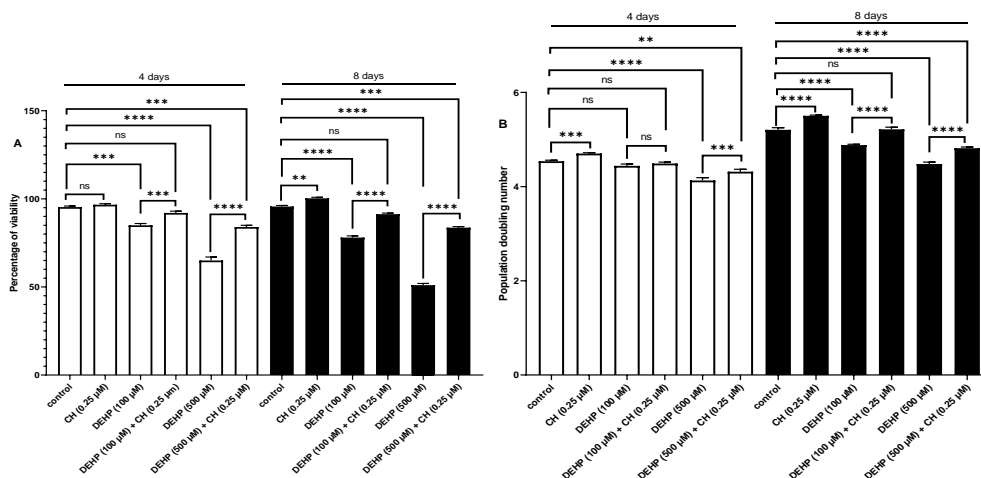 A
Percentage of viability
150
100
50
0
4 days
8 days
***
****
ns
***
ns
***
****
***
****
ns
****
**
****
****
control
CH (0.25 µM)
DEHP (100 µM)
DEHP (100 µM) + CH (0.25 µm)
DEHP (500 µM)
DEHP (500 µM) + CH (0.25 µM)
control
CH (0.25 µM)
DEHP (100 µM)
DEHP (100 µM) + CH (0.25 µM)
DEHP (500 µM)
DEHP (500 µM) + CH (0.25 µM)
B
Population doubling number
6
4
2
0
4 days
8 days
**
****
ns
ns
***
ns
***
****
****
ns
****
****
****
****
control
CH (0.25 µM)
DEHP (100 µM)
DEHP (100 µM) + CH (0.25 µM)
DEHP (500 µM)
DEHP (500 µM) + CH (0.25 µM)
control
CH (0.25 µM)
DEHP (100 µM)
DEHP (100 µM) + CH (0.25 µM)
DEHP (500 µM)
DEHP (500 µM) + CH (0.25 µM)